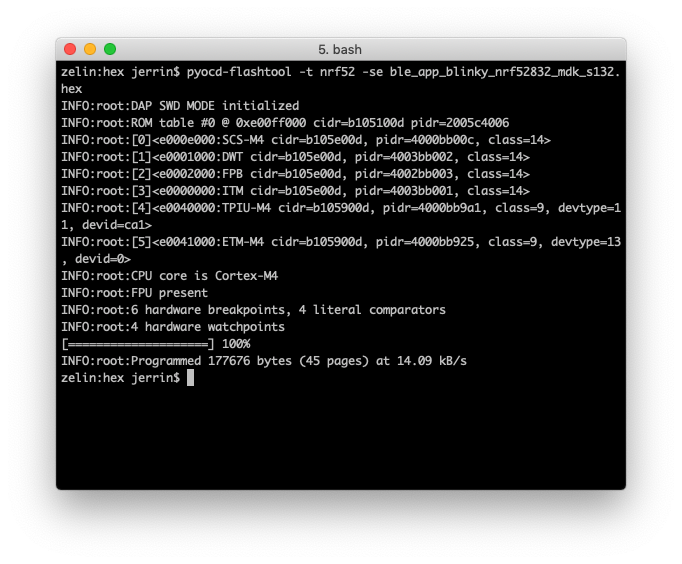 5. bash
zelin:hex jerrin$ pyocd-flashtool -t nrf52 -se ble_app_blinky_nrf52832_mdk_s132.
hex
INFO:root:DAP SWD MODE initialized
INFO:root:ROM table #0 @ 0xe00ff000 cidr=b105100d pidr=2005c4006
INFO:root:[0]<e000e000:SCS-M4 cidr=b105e00d, pidr=4000bb00c, class=14>
INFO:root:[1]<e0001000:DWT cidr=b105e00d, pidr=4003bb002, class=14>
INFO:root:[2]<e0002000:FPB cidr=b105e00d, pidr=4002bb003, class=14>
INFO:root:[3]<e0000000:ITM cidr=b105e00d, pidr=4003bb001, class=14>
INFO:root:[4]<e0040000:TPIU-M4 cidr=b105900d, pidr=4000bb9a1, class=9, devtype=1
1, devid=ca1>
INFO:root:[5]<e0041000:ETM-M4 cidr=b105900d, pidr=4000bb925, class=9, devtype=13
, devid=0>
INFO:root:CPU core is Cortex-M4
INFO:root:FPU present
INFO:root:6 hardware breakpoints, 4 literal comparators
INFO:root:4 hardware watchpoints
[====================] 100%
INFO:root:Programmed 177676 bytes (45 pages) at 14.09 kB/s
zelin:hex jerrin$